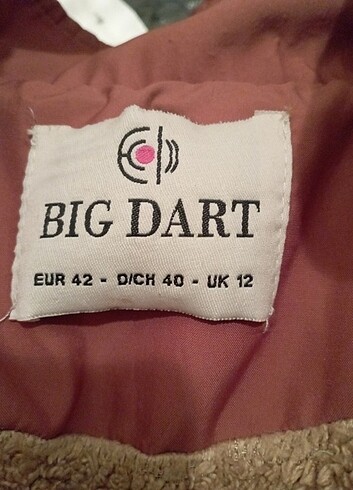 BIG DART
EUR 42 - D/CH 40 - UK 12